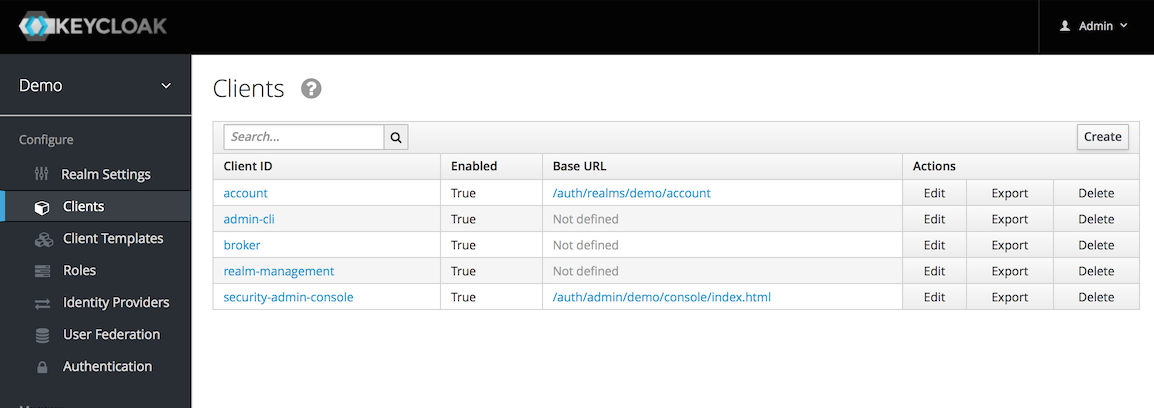 KEYCLOAK
Admin
Demo
Configure
Realm Settings
Clients
Client Templates
Roles
Identity Providers
User Federation
Authentication
Clients ?
Search...
Create
Client ID Enabled Base URL Actions
account True /auth/realms/demo/account Edit Export Delete
admin-cli True Not defined Edit Export Delete
broker True Not defined Edit Export Delete
realm-management True Not defined Edit Export Delete
security-admin-console True /auth/admin/demo/console/index.html Edit Export Delete